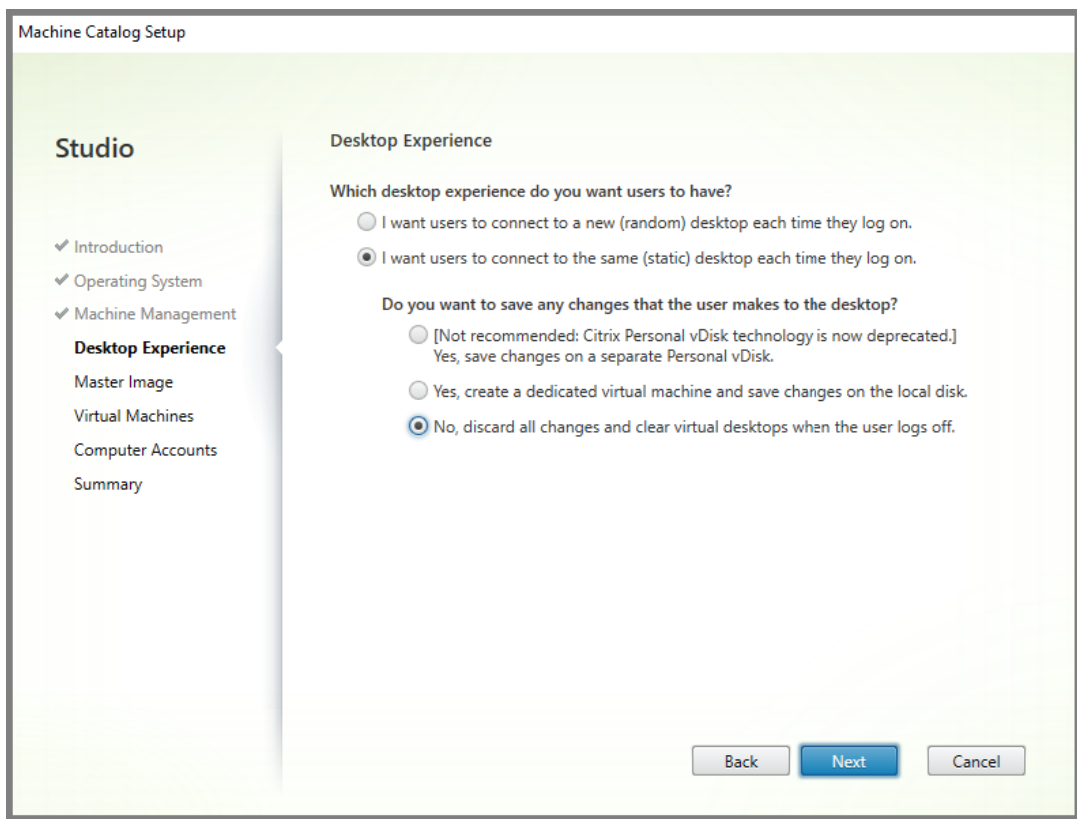 Machine Catalog Setup
Studio
Introduction
Operating System
Machine Management
Desktop Experience
Master Image
Virtual Machines
Computer Accounts
Summary
Desktop Experience
Which desktop experience do you want users to have?
I want users to connect to a new (random) desktop each time they log on.
I want users to connect to the same (static) desktop each time they log on.
Do you want to save any changes that the user makes to the desktop?
[Not recommended: Citrix Personal vDisk technology is now deprecated.]
Yes, save changes on a separate Personal vDisk.
Yes, create a dedicated virtual machine and save changes on the local disk.
No, discard all changes and clear virtual desktops when the user logs off.
Back
Next
Cancel